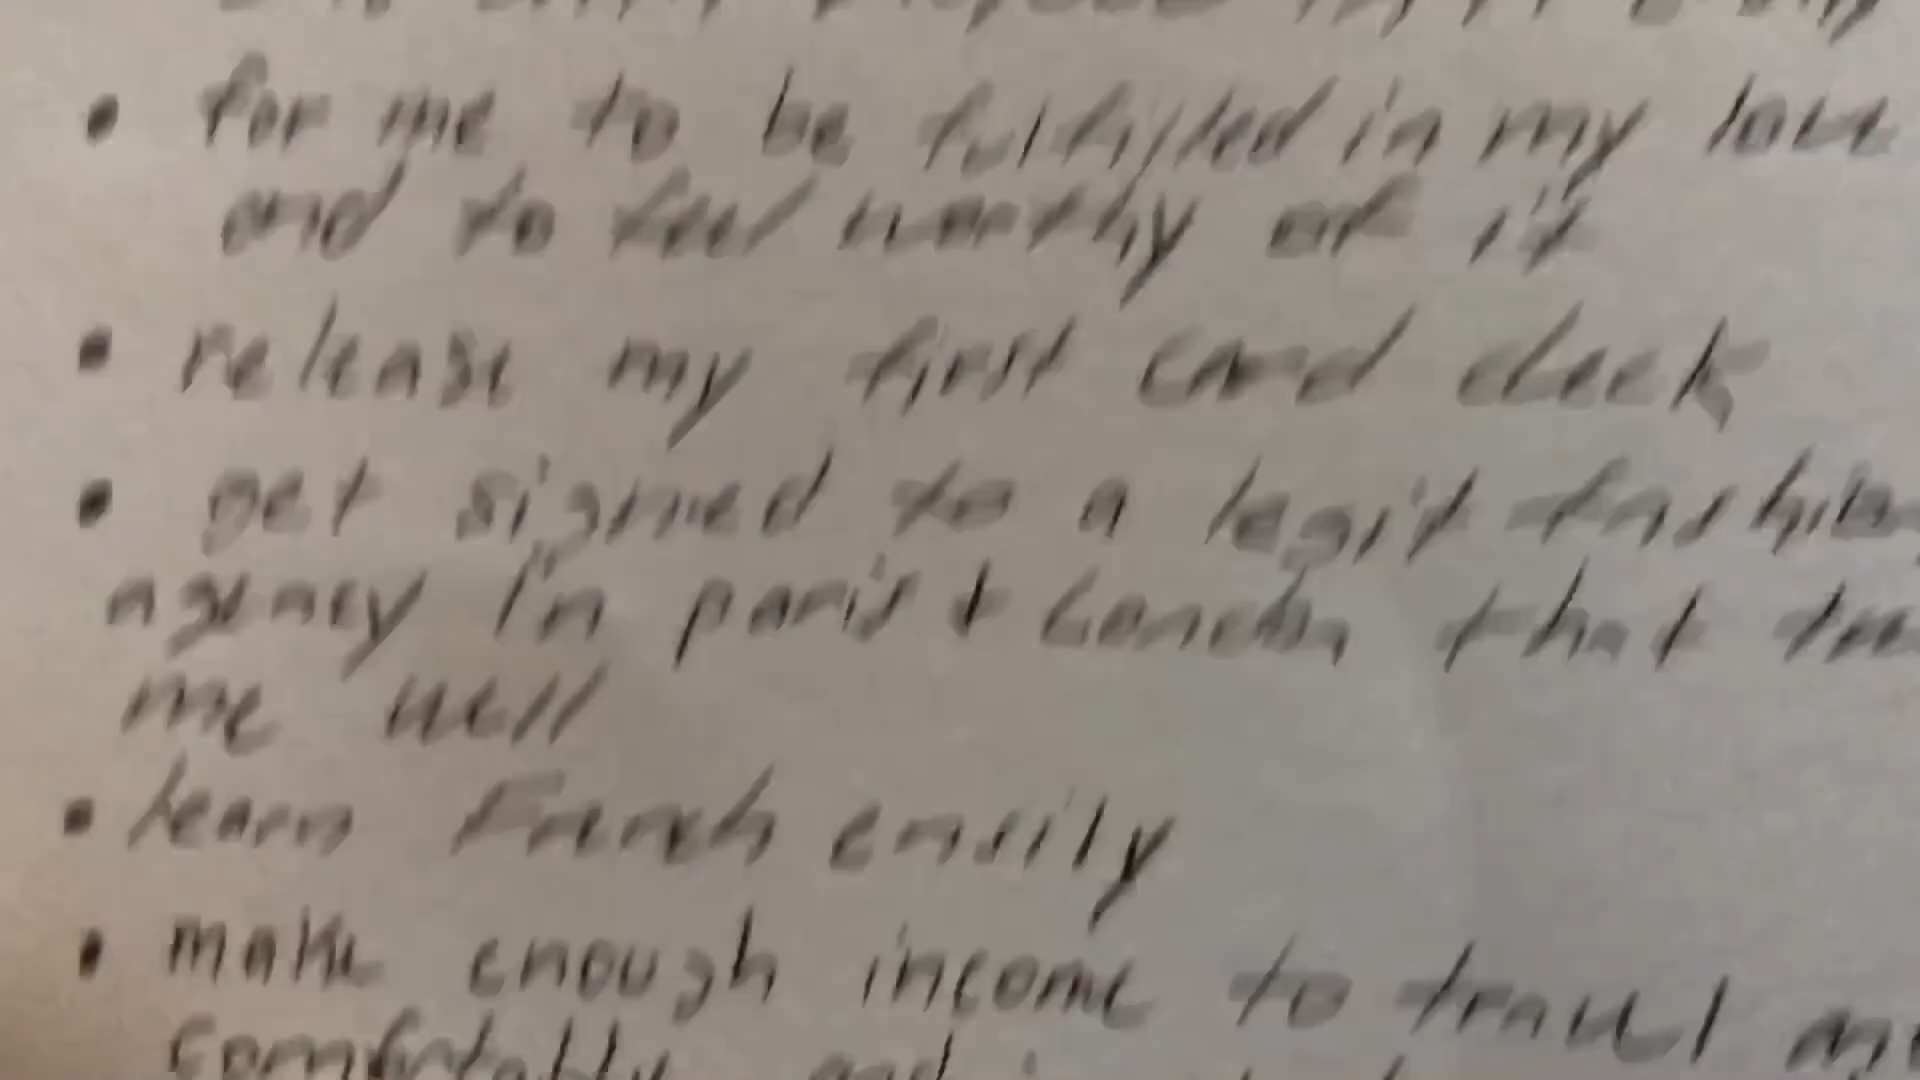 • for me to be fulfilled in my love
and to feel worthy of it
• release my first card deck
• get signed to a legit fashion
agency in paris + London that
me well
• learn French easily
• make enough income to travel
comfortably and